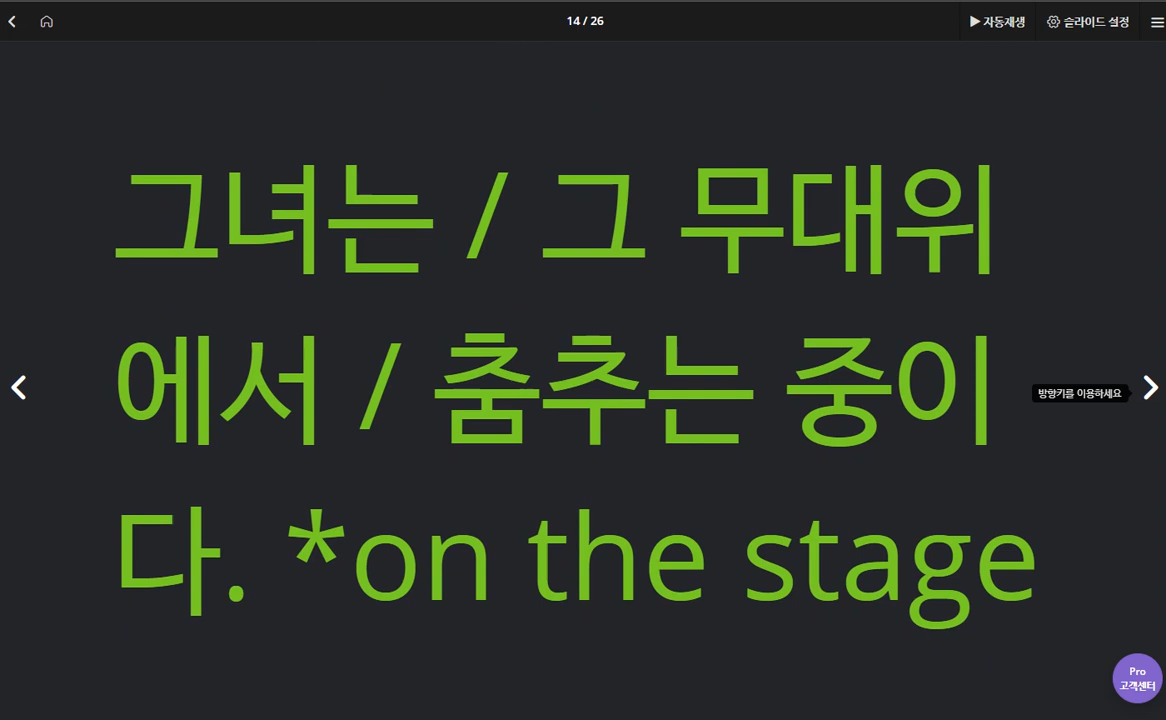 14 / 26
▶ 자동재생
슬라이드 설정
그녀는 / 그 무대위
에서 / 춤추는 중이
다. *on the stage
방향키를 이용하세요
Pro
고객센터